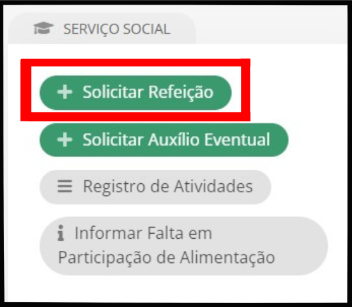 SERVIÇO SOCIAL
+ Solicitar Refeição
+ Solicitar Auxílio Eventual
Registro de Atividades
Informar Falta em
Participação de Alimentação